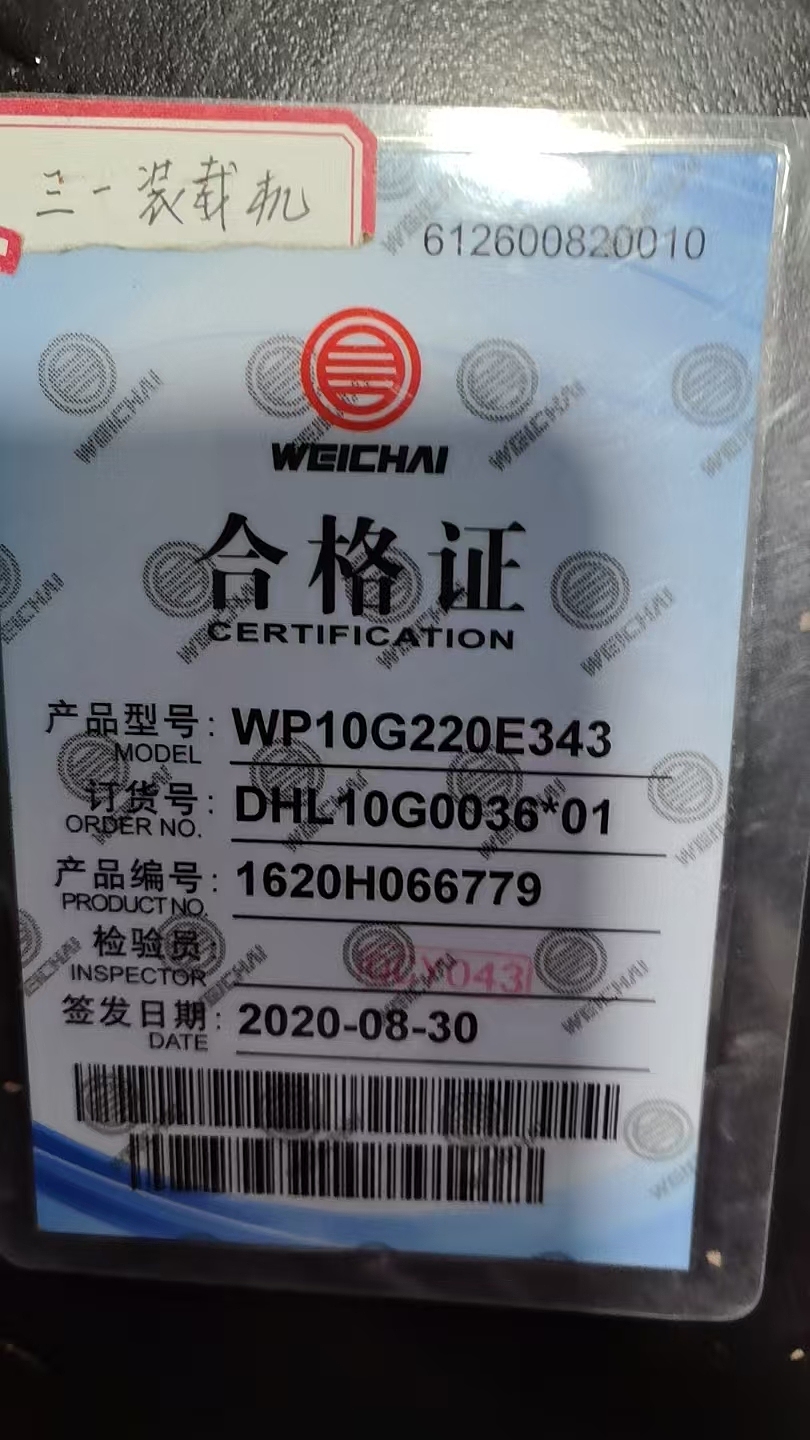 三一装载机
612600820010
WEICHAI
合格证
CERTIFICATION
产品型号: WP10G220E343
MODEL
订货号: DHL10G0036*01
ORDER NO.
产品编号: 1620H066779
PRODUCT NO.
检验员:
INSPECTOR
签发日期: 2020-08-30
DATE